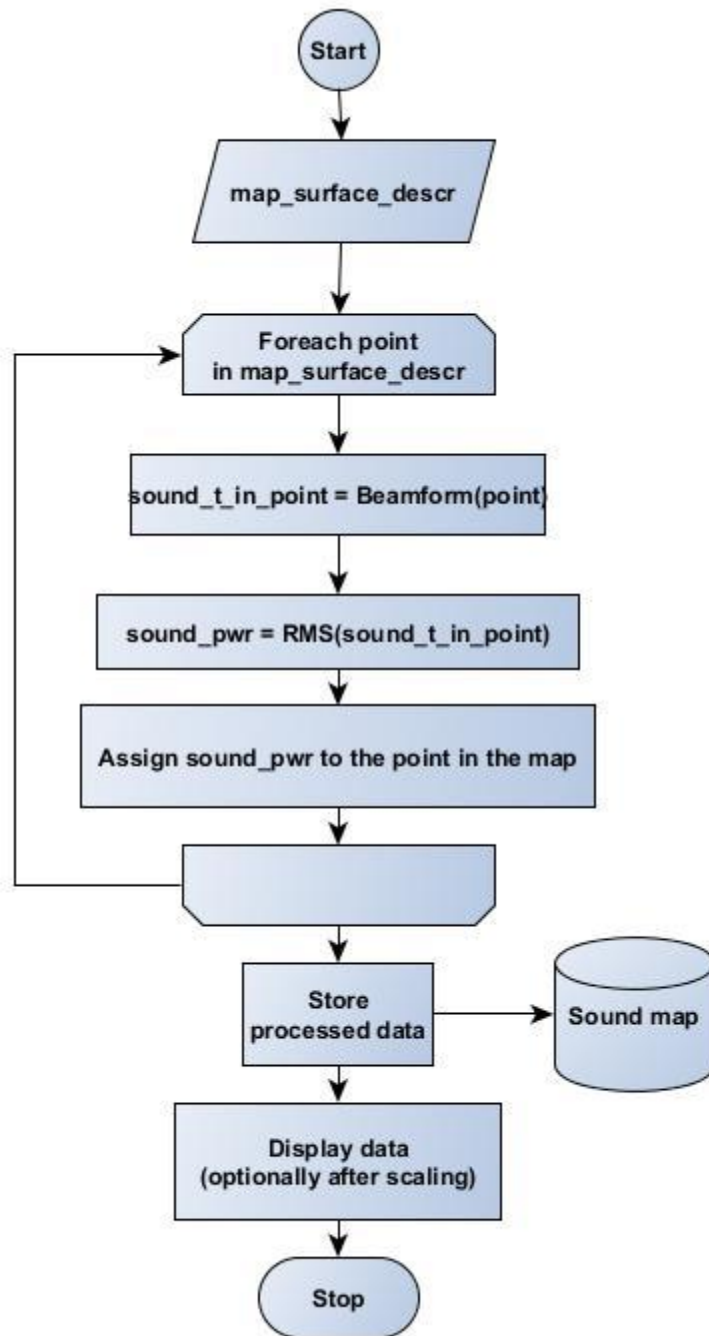 Start
map_surface_descr
Foreach point
in map_surface_descr
sound_t_in_point = Beamform(point)
sound_pwr = RMS(sound_t_in_point)
Assign sound_pwr to the point in the map
Store
processed data
Sound map
Display data
(optionally after scaling)
Stop